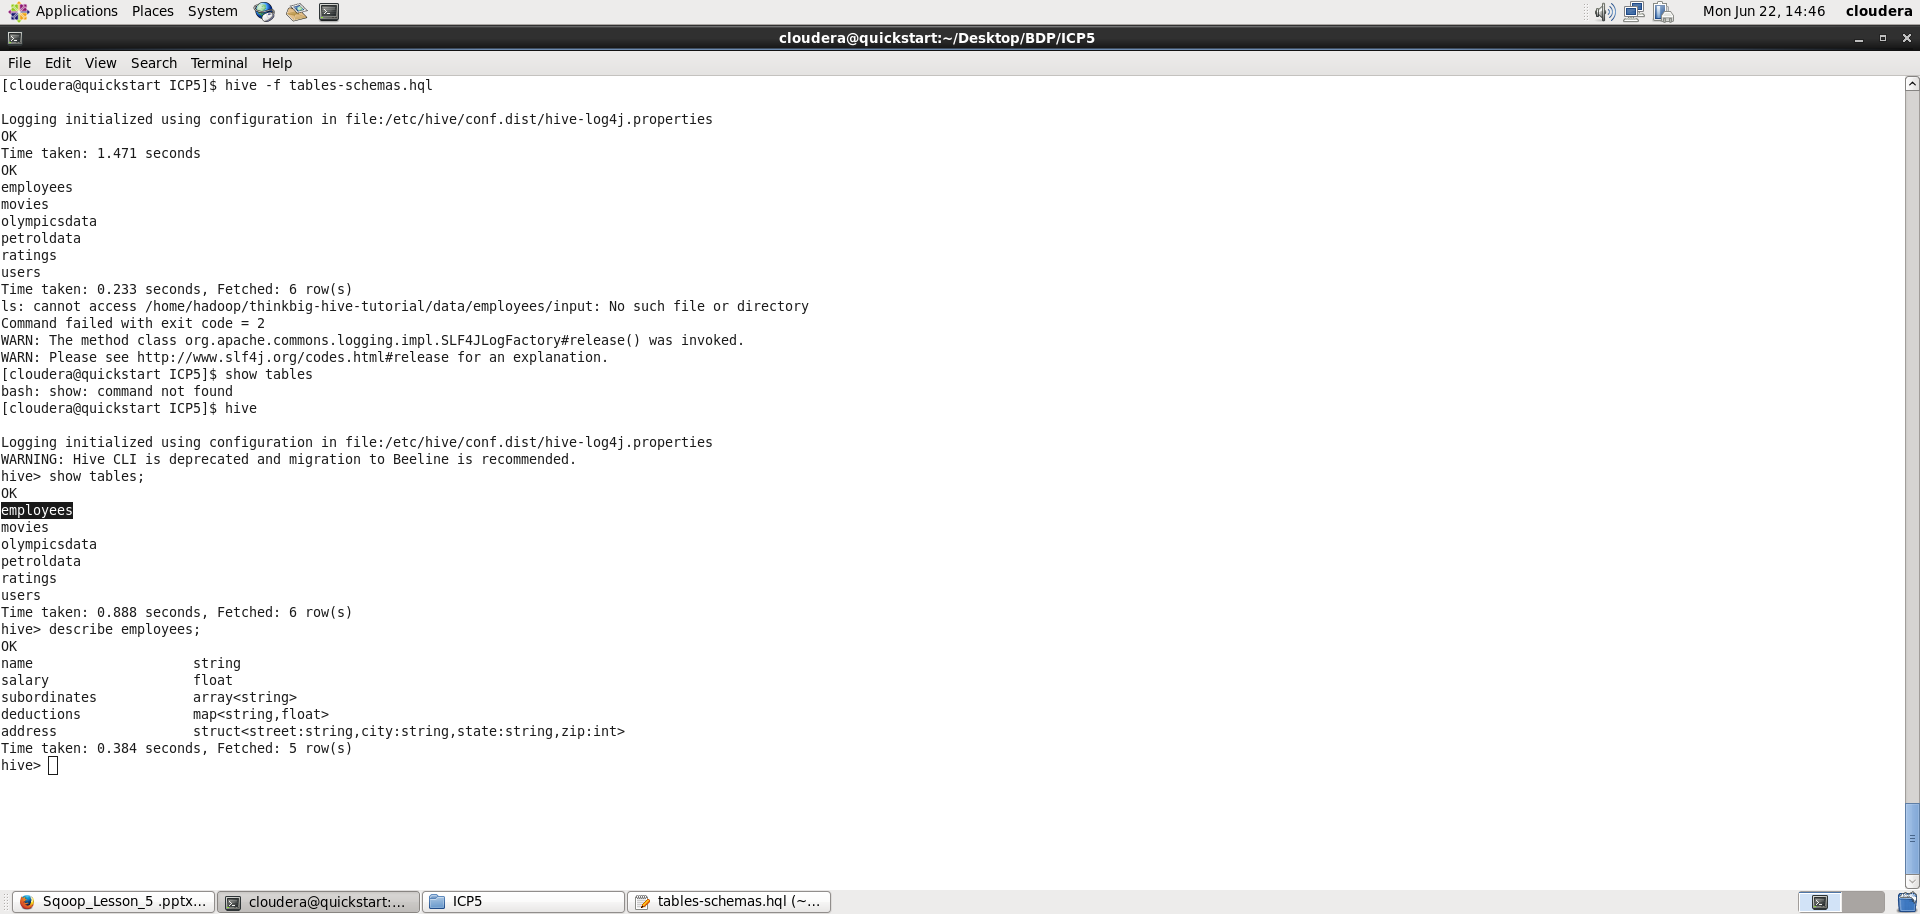 Applications Places System Mon Jun 22, 14:46 cloudera
cloudera@quickstart:~/Desktop/BDP/ICP5
File Edit View Search Terminal Help
[cloudera@quickstart ICP5]$ hive -f tables-schemas.hql
Logging initialized using configuration in file:/etc/hive/conf.dist/hive-log4j.properties
OK
Time taken: 1.471 seconds
OK
employees
movies
olympicsdata
petroldata
ratings
users
Time taken: 0.233 seconds, Fetched: 6 row(s)
ls: cannot access /home/hadoop/thinkbig-hive-tutorial/data/employees/input: No such file or directory
Command failed with exit code = 2
WARN: The method class org.apache.commons.logging.impl.SLF4JLogFactory#release() was invoked.
WARN: Please see http://www.slf4j.org/codes.html#release for an explanation.
[cloudera@quickstart ICP5]$ show tables
bash: show: command not found
[cloudera@quickstart ICP5]$ hive
Logging initialized using configuration in file:/etc/hive/conf.dist/hive-log4j.properties
WARNING: Hive CLI is deprecated and migration to Beeline is recommended.
hive> show tables;
OK
employees
movies
olympicsdata
petroldata
ratings
users
Time taken: 0.888 seconds, Fetched: 6 row(s)
hive> describe employees;
OK
name string
salary float
subordinates array<string>
deductions map<string,float>
address struct<street:string,city:string,state:string,zip:int>
Time taken: 0.384 seconds, Fetched: 5 row(s)
hive>
Sqoop_Lesson_5 .pptx... cloudera@quickstart:... ICP5 tables-schemas.hql (~...